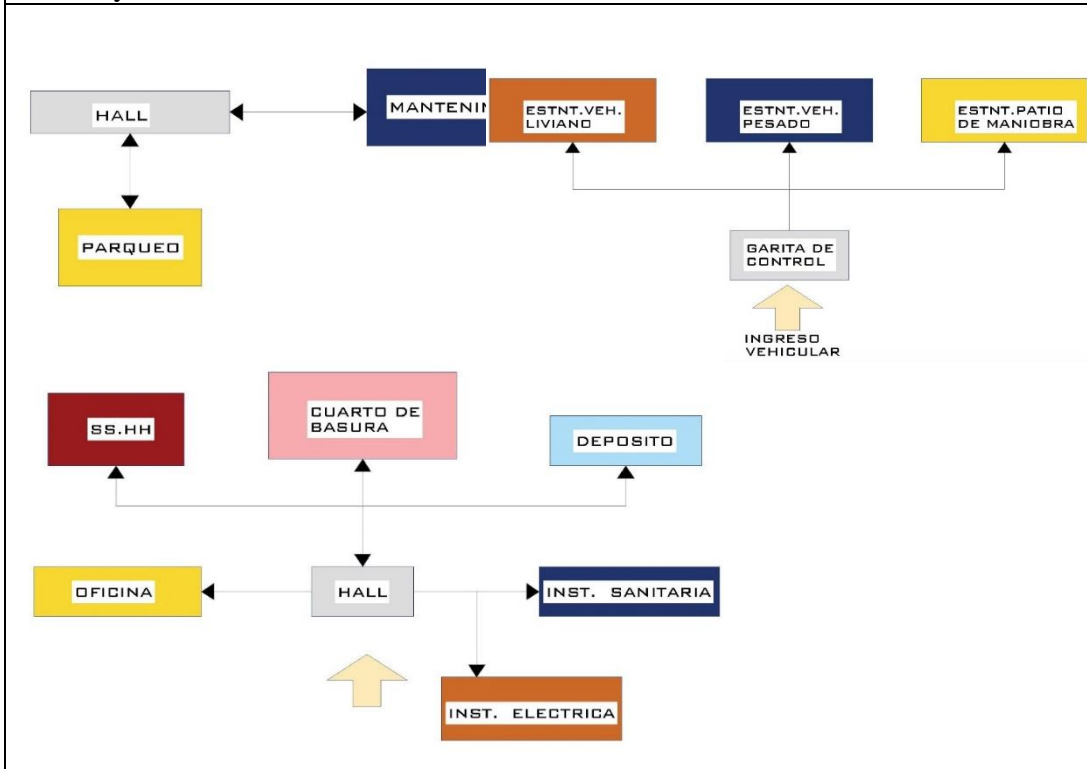 HALL
MANTENIM
ESTNT.VEH.
LIVIANO
ESTNT.VEH.
PESADO
ESTNT.PATIO
DE MANIOBRA
PARQUEO
GARITA DE
CONTROL
INGRESO
VEHICULAR
SS.HH
CUARTO DE
BASURA
DEPOSITO
OFICINA
HALL
INST. SANITARIA
INST. ELECTRICA